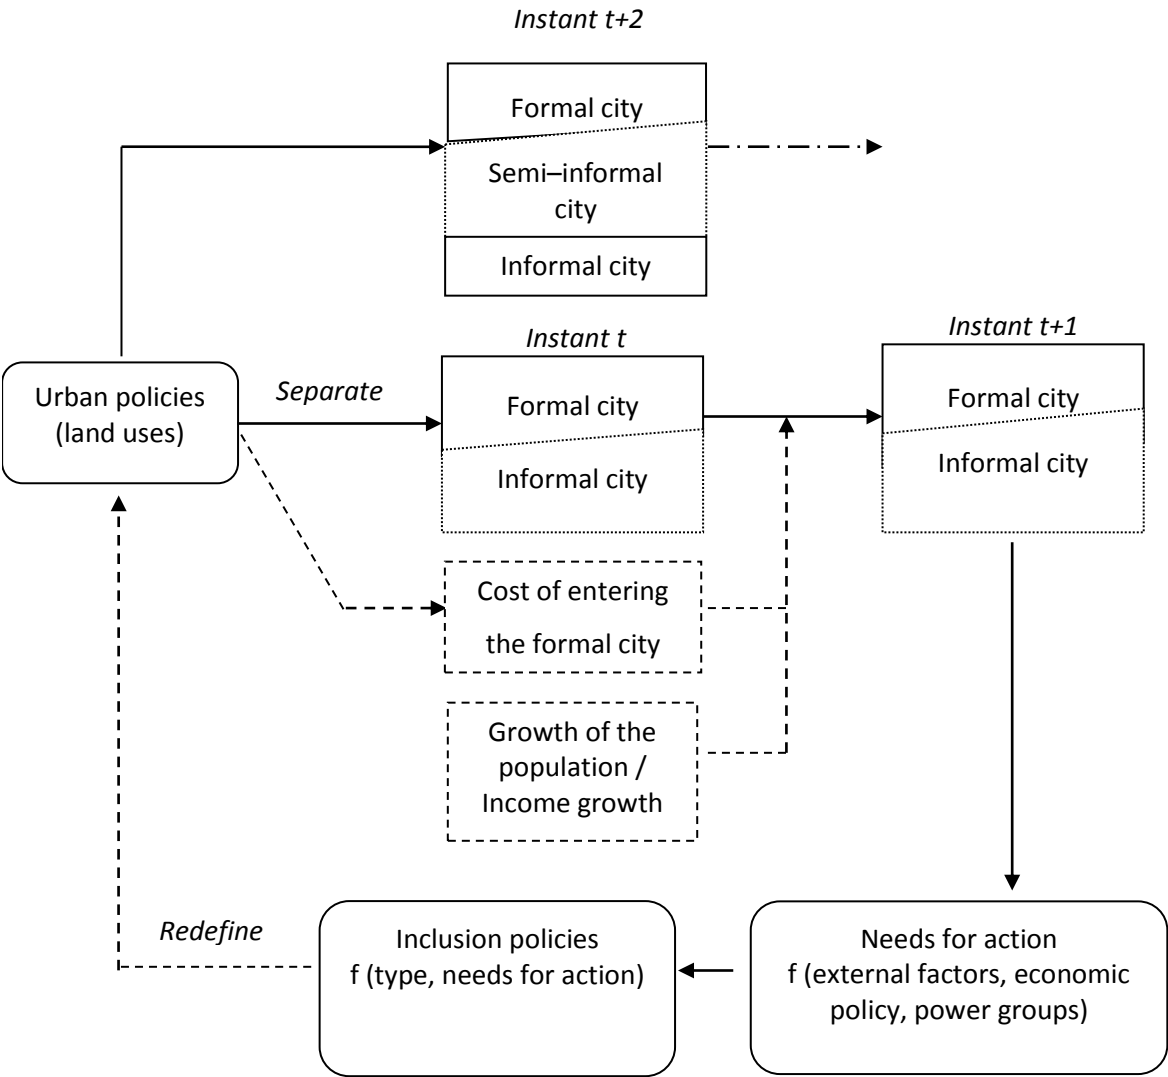 Instant t+2
Formal city
Semi–informal
city
Informal city
Instant t
Instant t+1
Urban policies
(land uses)
Separate
Formal city
Informal city
Formal city
Informal city
Cost of entering
the formal city
Growth of the
population /
Income growth
Redefine
Inclusion policies
f (type, needs for action)
Needs for action
f (external factors, economic
policy, power groups)